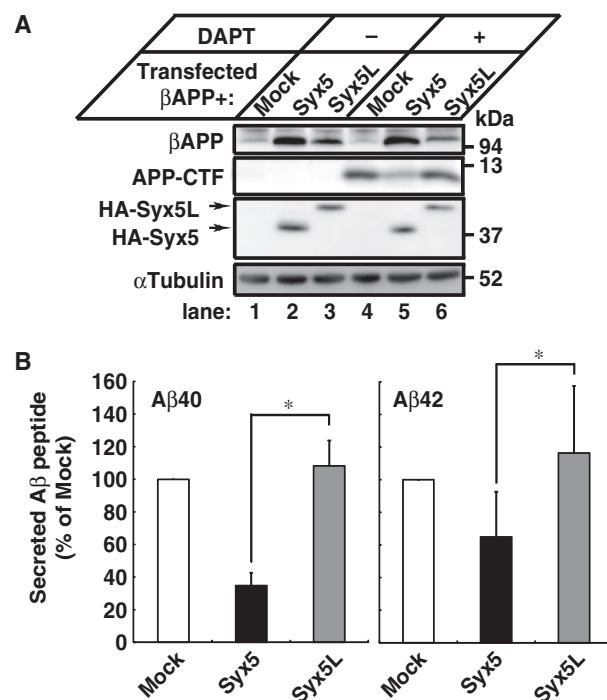 A
DAPT – +
Transfected
βAPP+: Mock Syx5 Syx5L Mock Syx5 Syx5L
kDa
βAPP 94
APP-CTF 13
HA-Syx5L
HA-Syx5 37
αTubulin 52
lane: 1 2 3 4 5 6
B
Secreted Aβ peptide
(% of Mock)
160
140
120
100
80
60
40
20
0
Aβ40
*
Mock Syx5 Syx5L
Aβ42
*
Mock Syx5 Syx5L